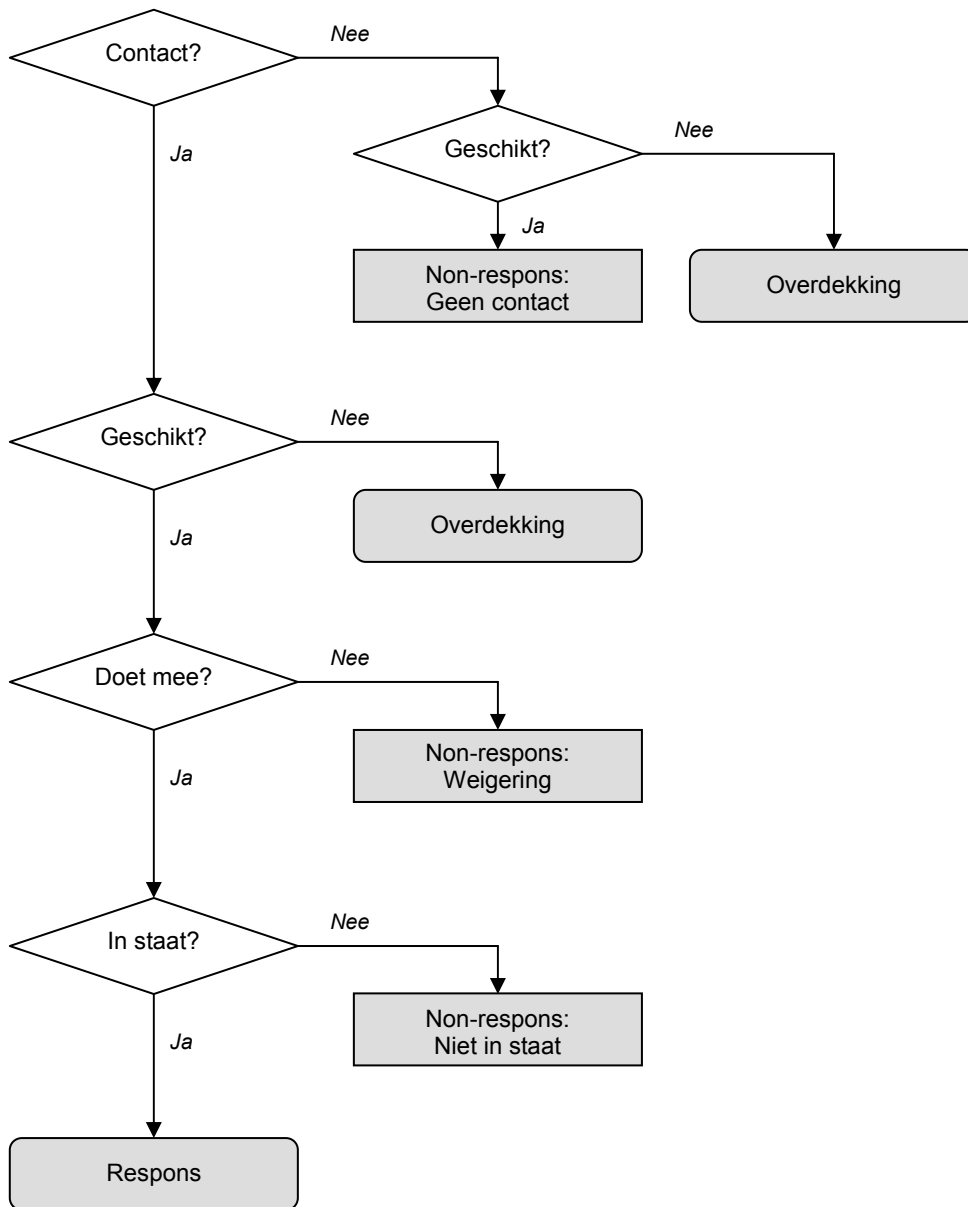 Contact?
Nee
Ja
Geschikt?
Nee
Ja
Non-respons:
Geen contact
Overdekking
Geschikt?
Nee
Ja
Overdekking
Doet mee?
Nee
Ja
Non-respons:
Weigering
In staat?
Nee
Ja
Non-respons:
Niet in staat
Respons